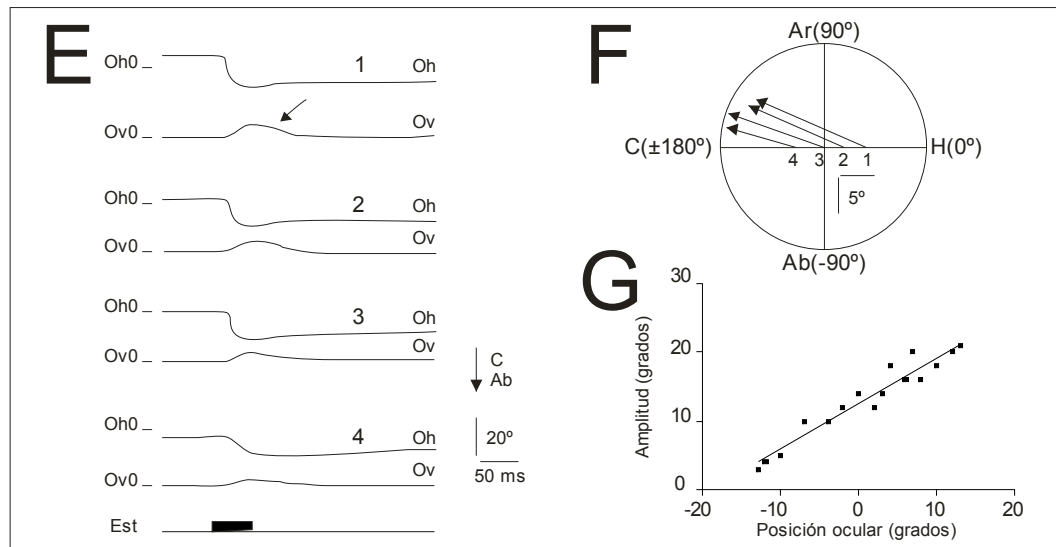 E
Oh0
1
Oh
Ov0
Ov
Oh0
2
Oh
Ov0
Ov
Oh0
3
Oh
Ov0
Ov
C
Ab
Oh0
4
Oh
20º
50 ms
Ov0
Ov
Est
F
Ar(90º)
C(±180º)
H(0º)
4 3 2 1
5º
Ab(-90º)
G
30
20
10
0
Amplitud (grados)
-20 -10 0 10 20
Posición ocular (grados)